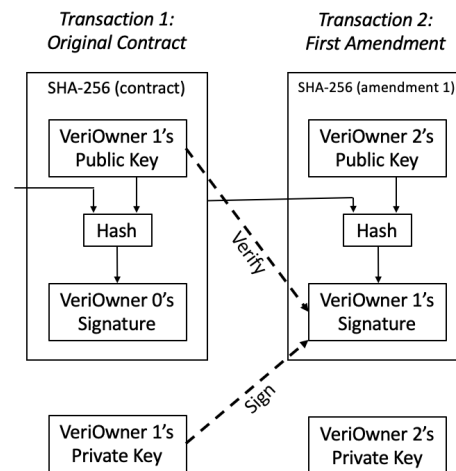 Transaction 1:
Original Contract
SHA-256 (contract)
VeriOwner 1's
Public Key
Hash
VeriOwner 0's
Signature
VeriOwner 1's
Private Key
Verify
Sign
Transaction 2:
First Amendment
SHA-256 (amendment 1)
VeriOwner 2's
Public Key
Hash
VeriOwner 1's
Signature
VeriOwner 2's
Private Key